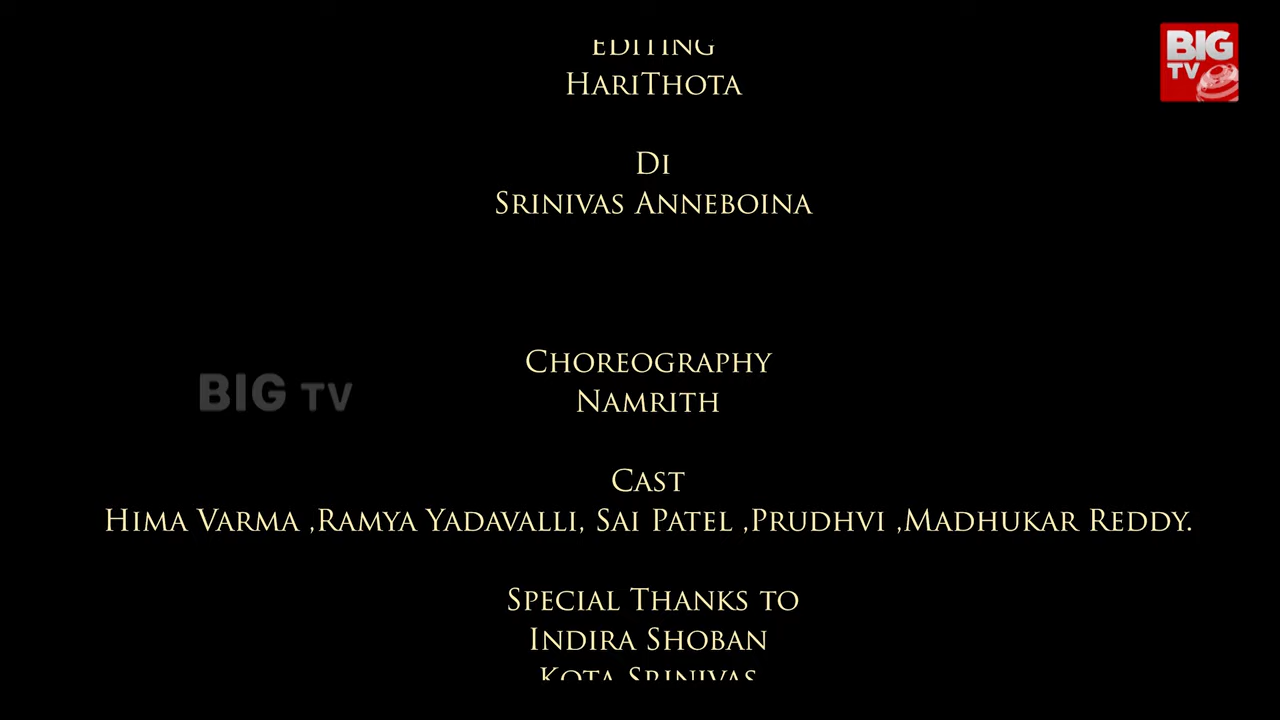 EDITING
HARITHOTA
BIG
TV
DI
SRINIVAS ANNEBOINA
CHOREOGRAPHY
NAMRITH
BIG TV
CAST
HIMA VARMA ,RAMYA YADAVALLI, SAI PATEL ,PRUDHVI ,MADHUKAR REDDY.
SPECIAL THANKS TO
INDIRA SHOBAN
KOTA SRINIVAS